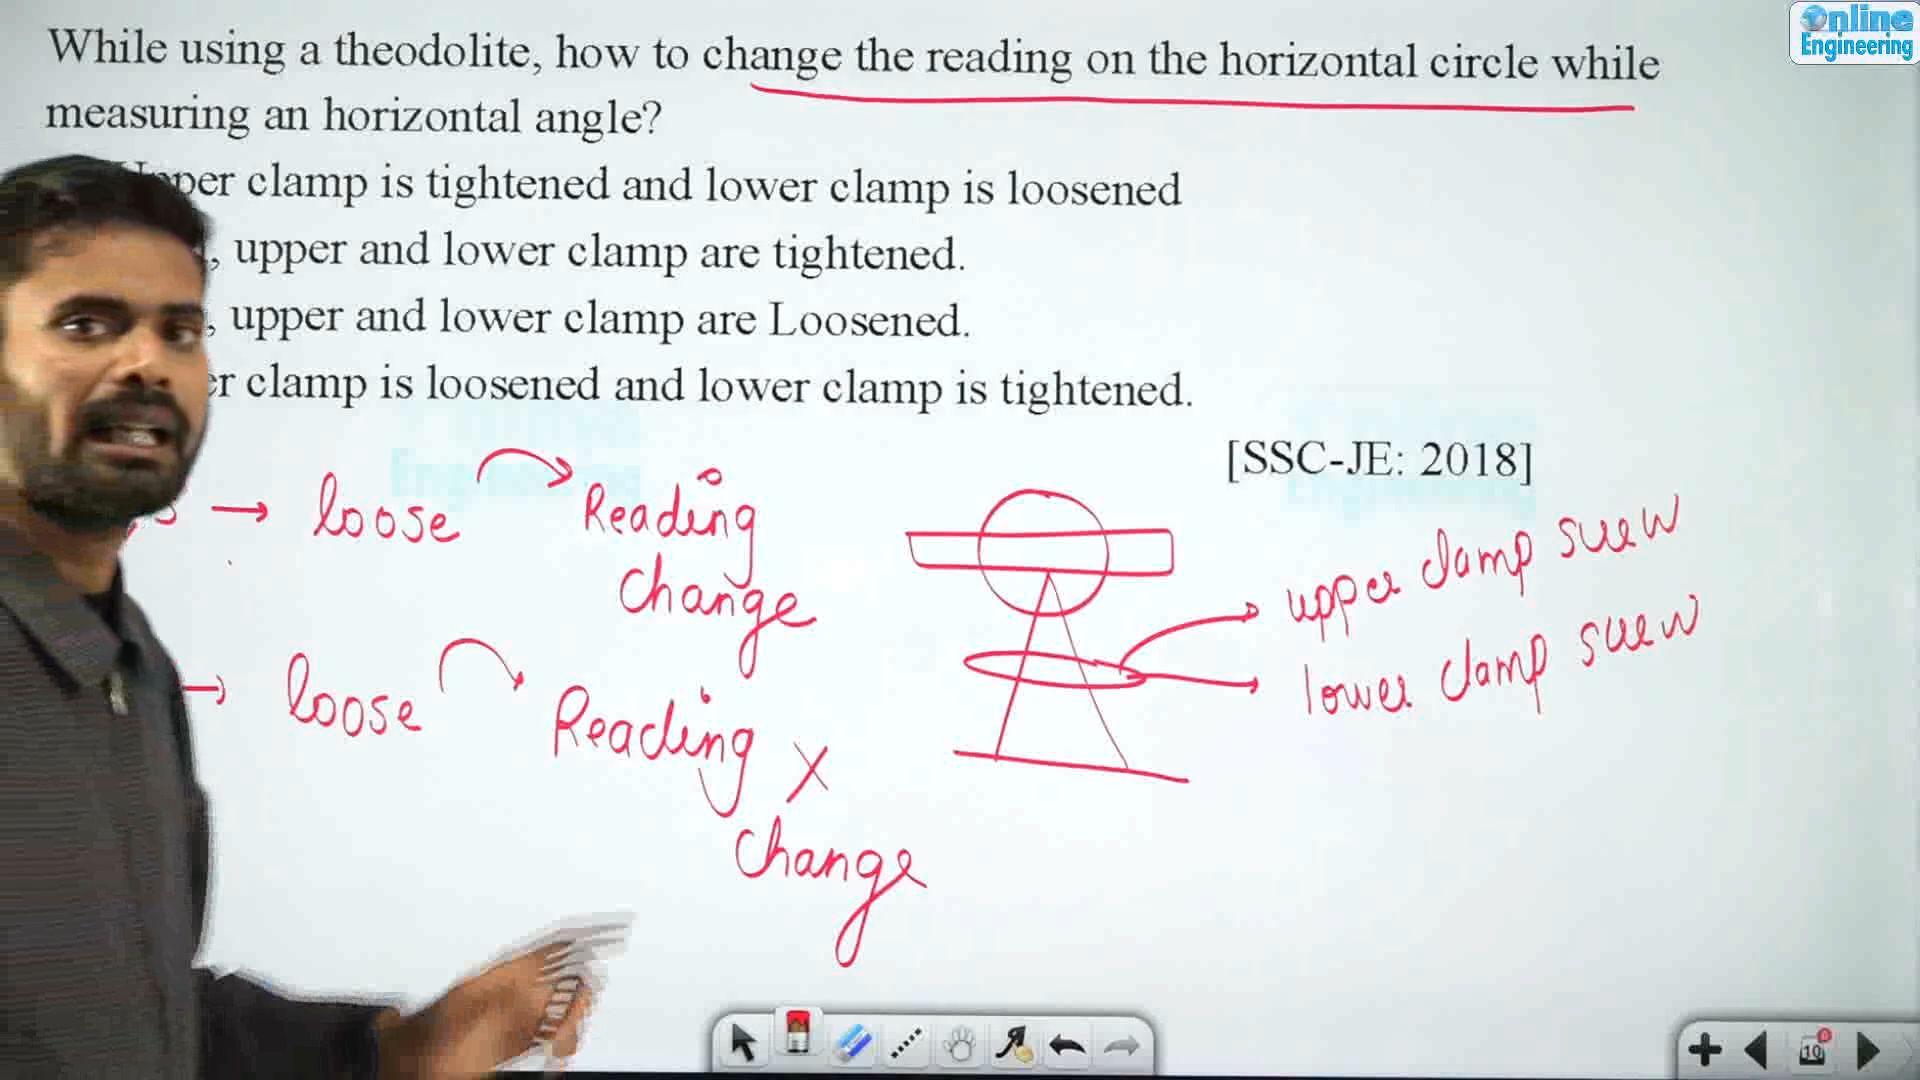 While using a theodolite, how to change the reading on the horizontal circle while
measuring an horizontal angle?
Upper clamp is tightened and lower clamp is loosened
, upper and lower clamp are tightened.
, upper and lower clamp are Loosened.
clamp is loosened and lower clamp is tightened.
[SSC-JE: 2018]
→ loose Reading
change
→ loose Reading X
change
upper clamp screw
lower clamp screw
Online
Engineering
10
0